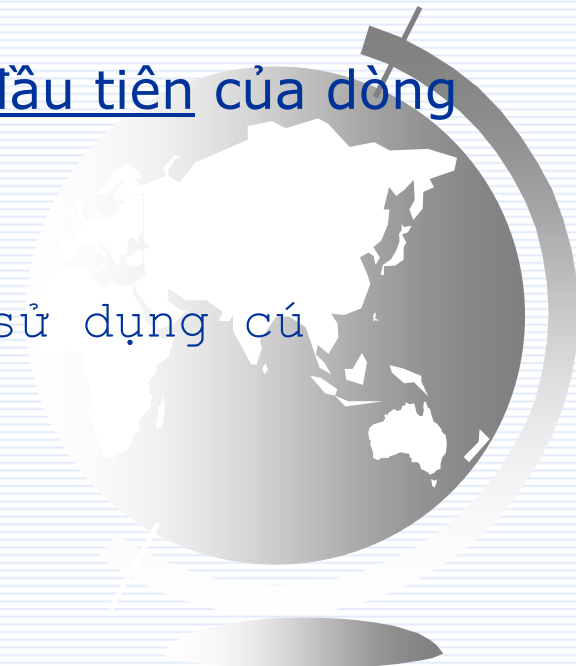 đầu tiên của dòng
sử dụng cú